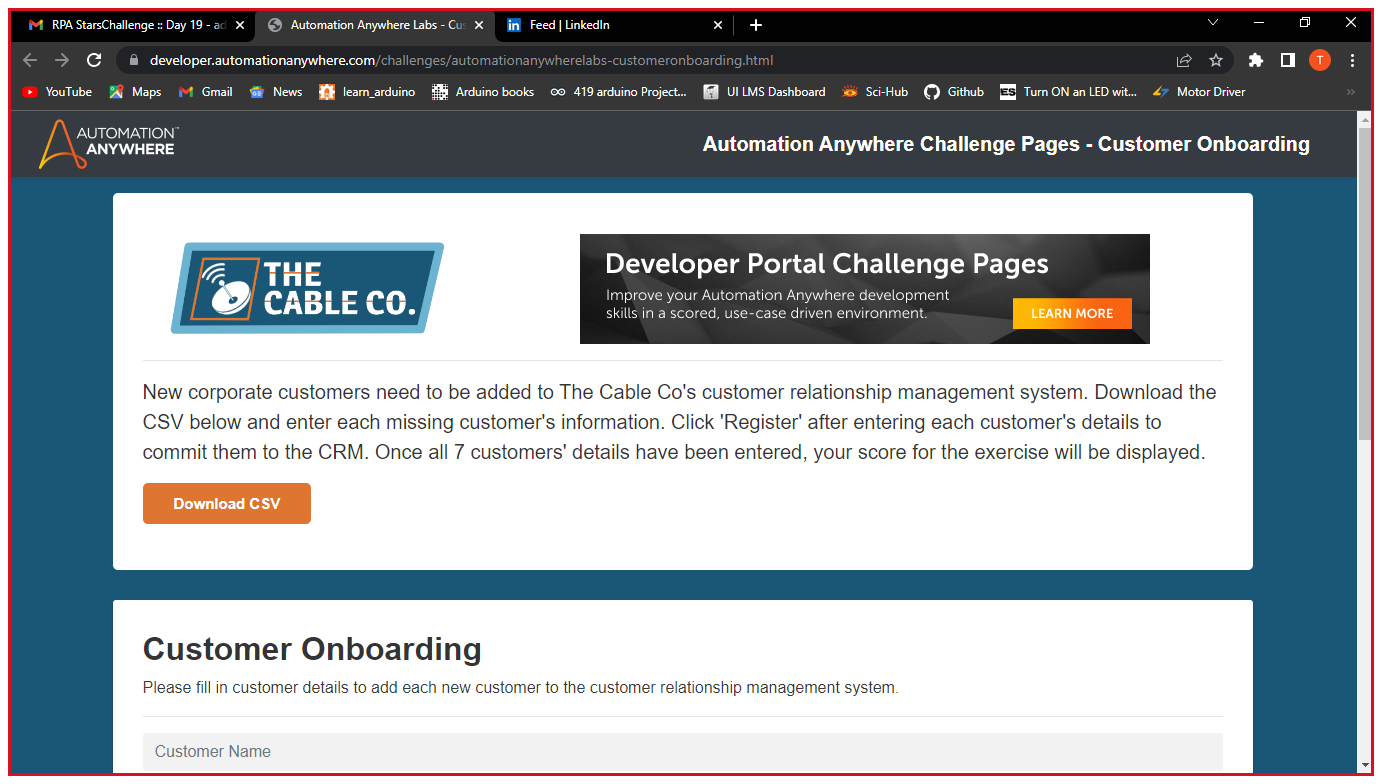 RPA StarsChallenge :: Day 19 - ad
Automation Anywhere Labs - Cus
Feed | LinkedIn
developer.automationanywhere.com/challenges/automationanywherelabs-customeronboarding.html
T
YouTube
Maps
Gmail
News
learn_arduino
Arduino books
419 arduino Project...
UI LMS Dashboard
Sci-Hub
Github
Turn ON an LED wit...
Motor Driver
AUTOMATION
ANYWHERE
Automation Anywhere Challenge Pages - Customer Onboarding
THE
CABLE CO.
Developer Portal Challenge Pages
Improve your Automation Anywhere development
skills in a scored, use-case driven environment.
LEARN MORE
New corporate customers need to be added to The Cable Co's customer relationship management system. Download the
CSV below and enter each missing customer's information. Click 'Register' after entering each customer's details to
commit them to the CRM. Once all 7 customers' details have been entered, your score for the exercise will be displayed.
Download CSV
Customer Onboarding
Please fill in customer details to add each new customer to the customer relationship management system.
Customer Name